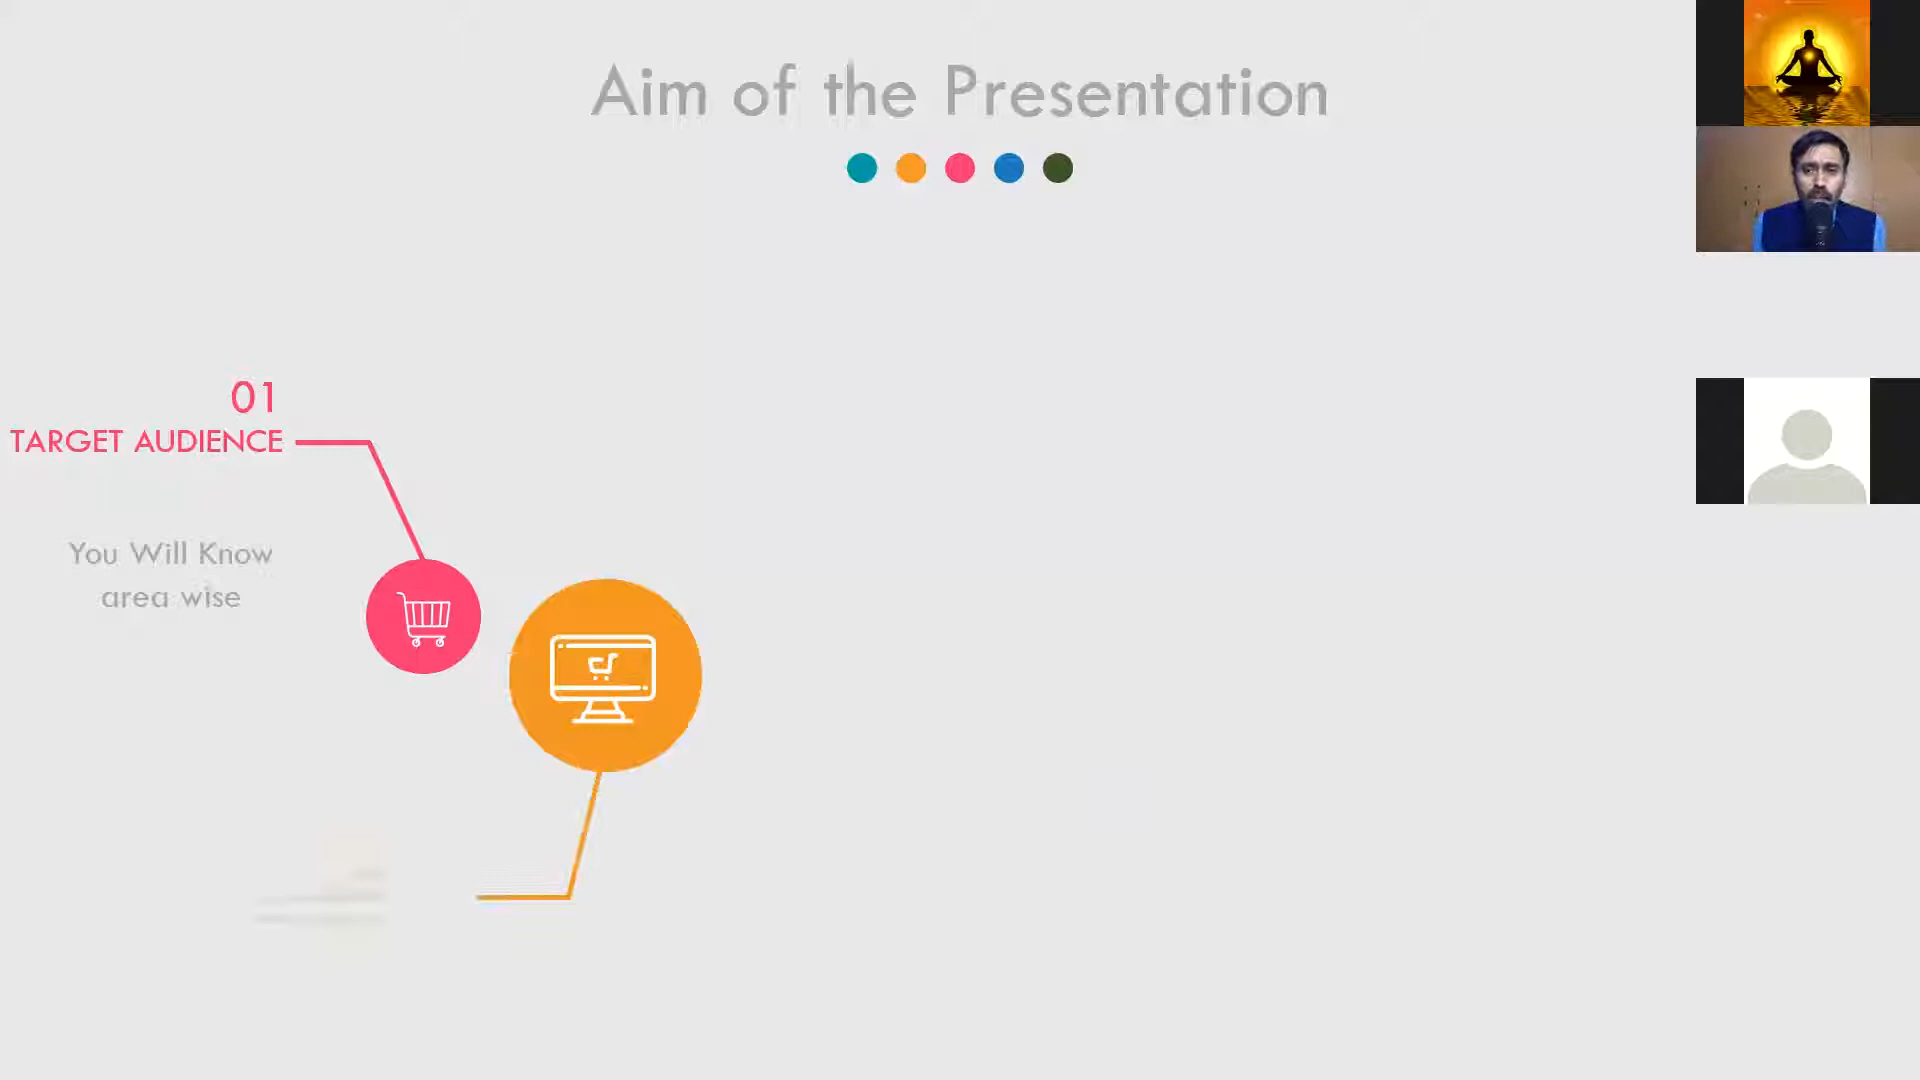 Aim of the Presentation
01
TARGET AUDIENCE
You Will Know
area wise